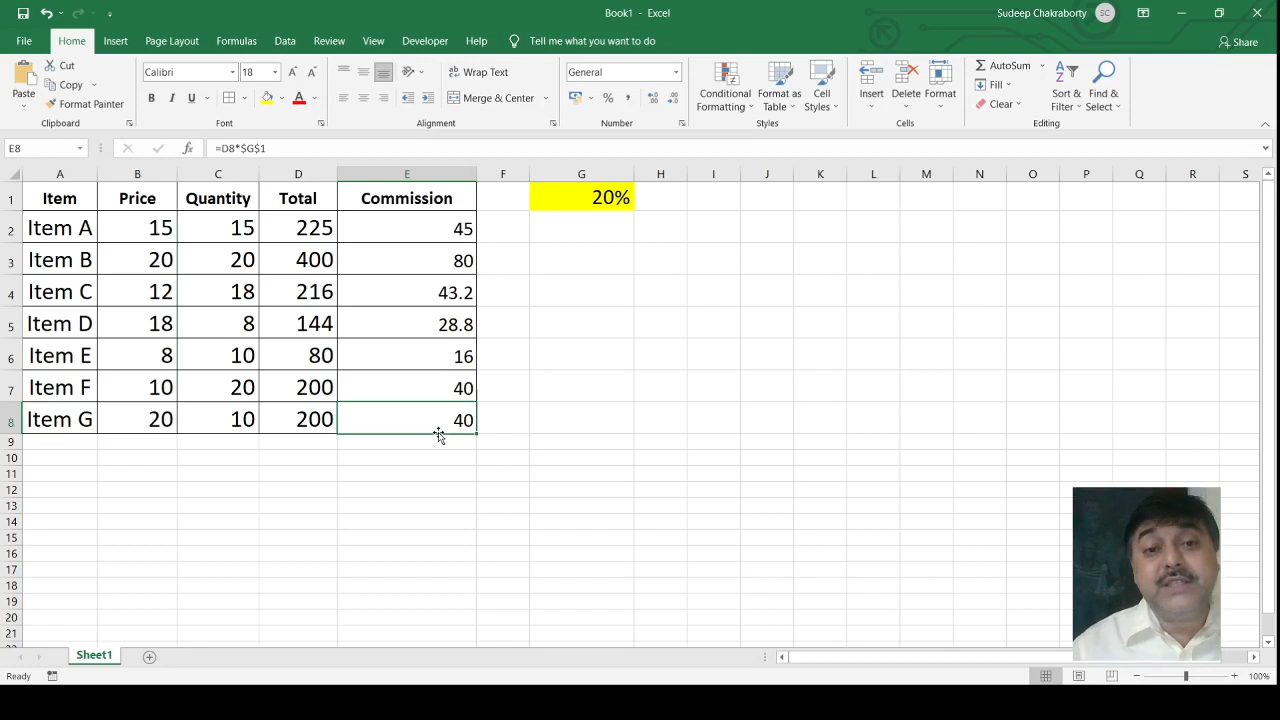 Book1 - Excel
Sudeep Chakraborty SC
File Home Insert Page Layout Formulas Data Review View Developer Help Tell me what you want to do Share
Paste
Cut
Copy
Format Painter
Clipboard
Calibri 18 A A
B I U A
Font
ab Wrap Text
Merge & Center
Alignment
General
% ,
Number
Conditional Formatting
Format as Table
Cell Styles
Styles
Insert
Delete
Format
Cells
AutoSum
Fill
Clear
Sort & Filter
Find & Select
Editing
E8 fx =D8*$G$1
A B C D E F G H I J K L M N O P Q R S
1 Item Price Quantity Total Commission 20%
2 Item A 15 15 225 45
3 Item B 20 20 400 80
4 Item C 12 18 216 43.2
5 Item D 18 8 144 28.8
6 Item E 8 10 80 16
7 Item F 10 20 200 40
8 Item G 20 10 200 40
9
10
11
12
13
14
15
16
17
18
19
20
21
Sheet1
Ready
100%